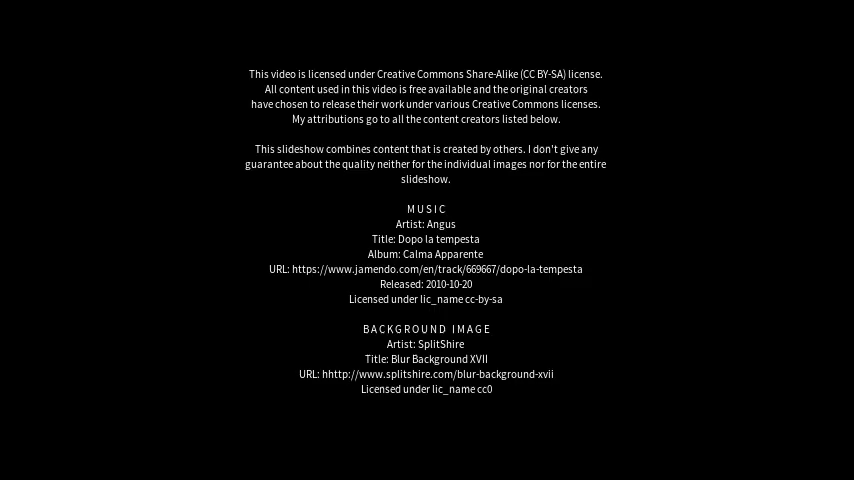 This video is licensed under Creative Commons Share-Alike (CC BY-SA) license.
All content used in this video is free available and the original creators
have chosen to release their work under various Creative Commons licenses.
My attributions go to all the content creators listed below.
This slideshow combines content that is created by others. I don't give any
guarantee about the quality neither for the individual images nor for the entire
slideshow.
MUSIC
Artist: Angus
Title: Dopo la tempesta
Album: Calma Apparente
URL: https://www.jamendo.com/en/track/669667/dopo-la-tempesta
Released: 2010-10-20
Licensed under lic_name cc-by-sa
BACKGROUND IMAGE
Artist: SplitShire
Title: Blur Background XVII
URL: hhttp://www.splitshire.com/blur-background-xvii
Licensed under lic_name cc0